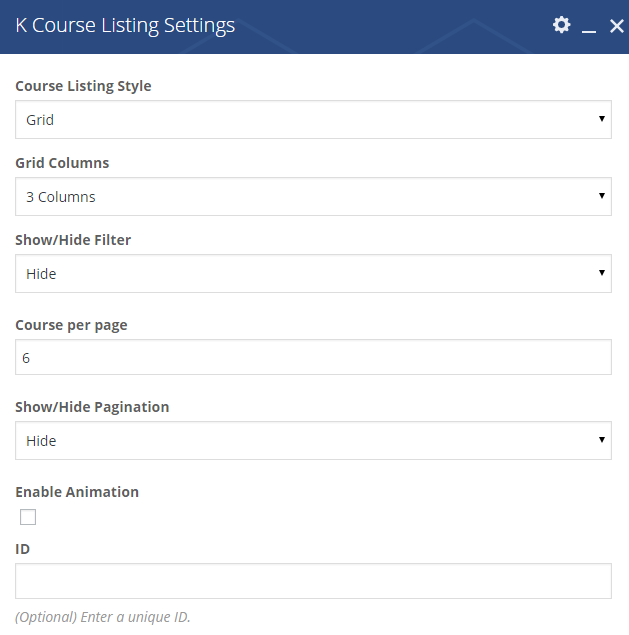 K Course Listing Settings
Course Listing Style
Grid
Grid Columns
3 Columns
Show/Hide Filter
Hide
Course per page
6
Show/Hide Pagination
Hide
Enable Animation
ID
(Optional) Enter a unique ID.